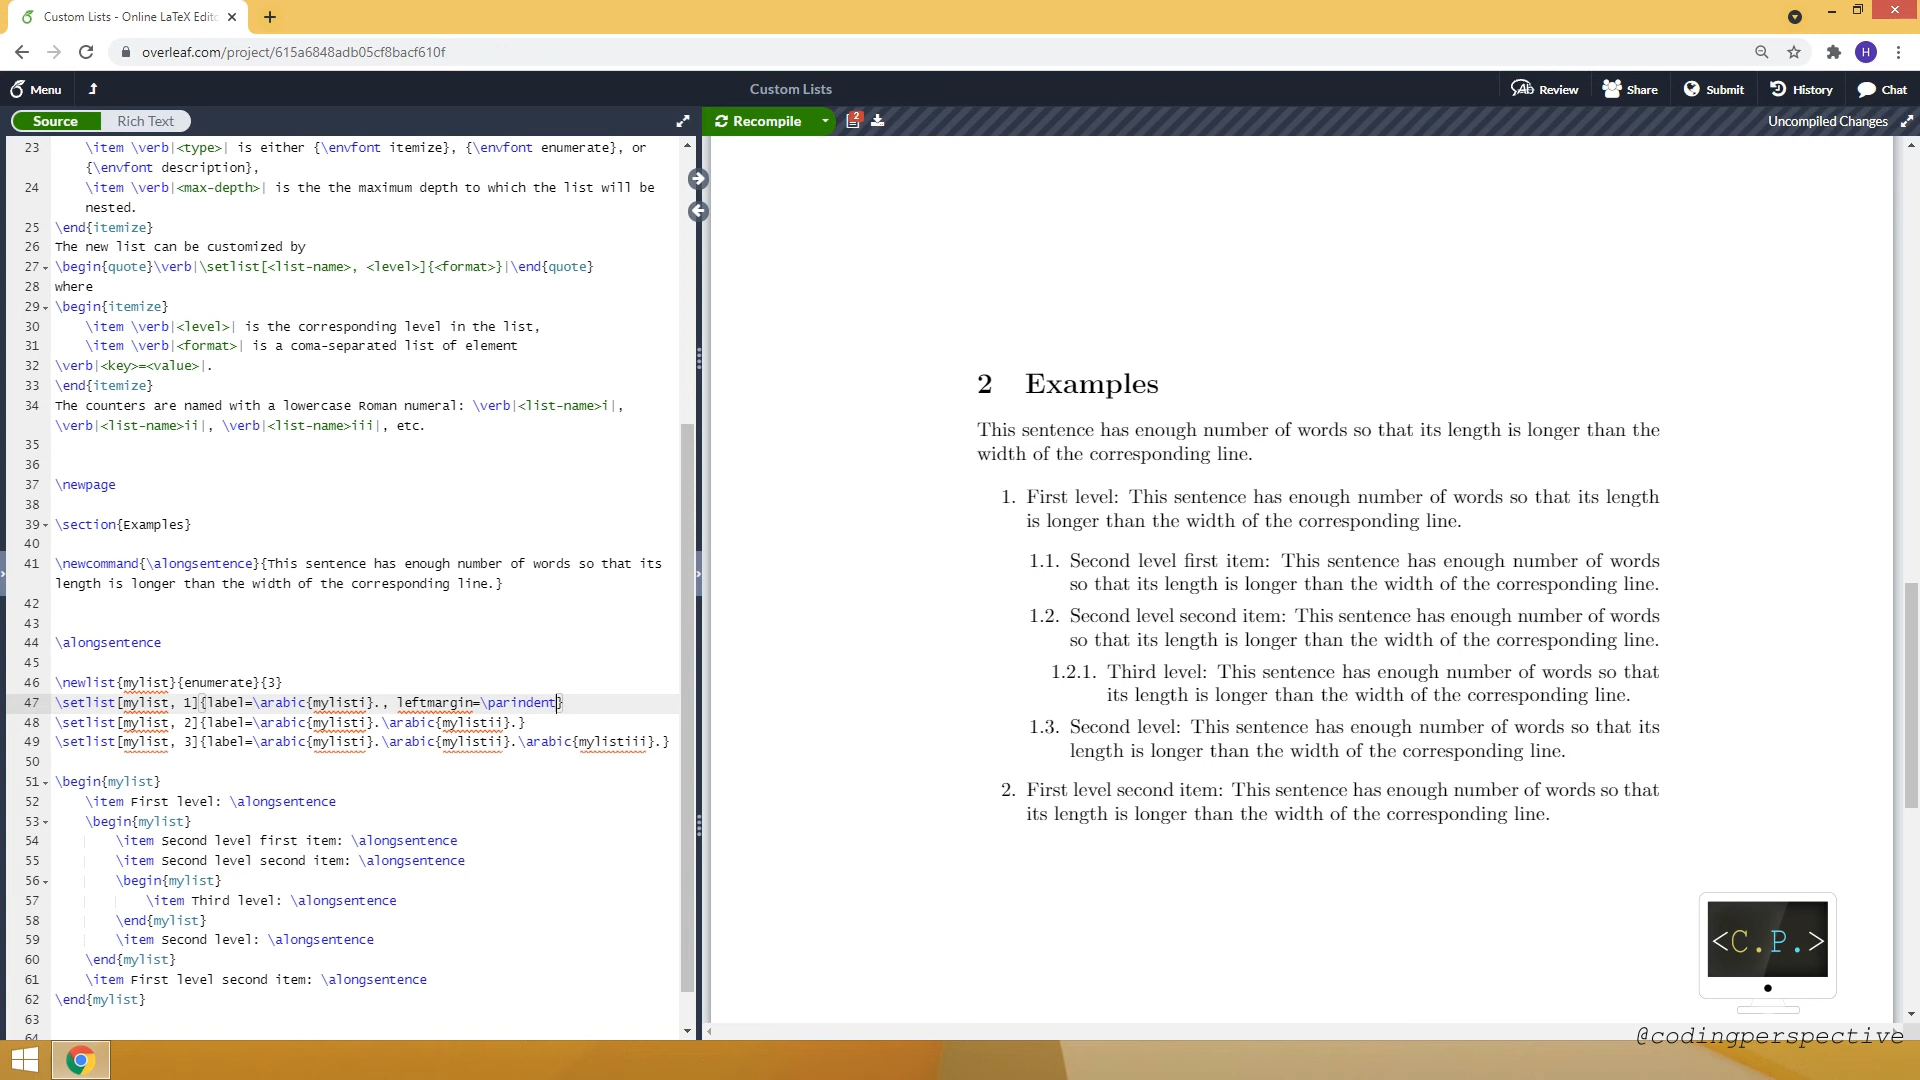 Custom Lists - Online LaTeX Edito
overleaf.com/project/615a6848adb05cf8bacf610f
H
Menu
Custom Lists
Review
Share
Submit
History
Chat
Source
Rich Text
Recompile
2
Uncompiled Changes
23 \item \verb|<type>| is either {\envfont itemize}, {\envfont enumerate}, or
{\envfont description},
24 \item \verb|<max-depth>| is the the maximum depth to which the list will be
nested.
25 \end{itemize}
26 The new list can be customized by
27 \begin{quote}\verb|\setlist[<list-name>, <level>]{<format>}|\end{quote}
28 where
29 \begin{itemize}
30 \item \verb|<level>| is the corresponding level in the list,
31 \item \verb|<format>| is a coma-separated list of element
32 \verb|<key>=<value>|.
33 \end{itemize}
34 The counters are named with a lowercase Roman numeral: \verb|<list-name>i|,
\verb|<list-name>ii|, \verb|<list-name>iii|, etc.
35
36
37 \newpage
38
39 \section{Examples}
40
41 \newcommand{\alongsentence}{This sentence has enough number of words so that its
length is longer than the width of the corresponding line.}
42
43
44 \alongsentence
45
46 \newlist{mylist}{enumerate}{3}
47 \setlist[mylist, 1]{label=\arabic{mylisti}., leftmargin=\parindent}
48 \setlist[mylist, 2]{label=\arabic{mylisti}.\arabic{mylistii}.}
49 \setlist[mylist, 3]{label=\arabic{mylisti}.\arabic{mylistii}.\arabic{mylistiii}.}
50
51 \begin{mylist}
52 \item First level: \alongsentence
53 \begin{mylist}
54 \item Second level first item: \alongsentence
55 \item Second level second item: \alongsentence
56 \begin{mylist}
57 \item Third level: \alongsentence
58 \end{mylist}
59 \item Second level: \alongsentence
60 \end{mylist}
61 \item First level second item: \alongsentence
62 \end{mylist}
63
64
2 Examples
This sentence has enough number of words so that its length is longer than the
width of the corresponding line.
1. First level: This sentence has enough number of words so that its length
is longer than the width of the corresponding line.
1.1. Second level first item: This sentence has enough number of words
so that its length is longer than the width of the corresponding line.
1.2. Second level second item: This sentence has enough number of words
so that its length is longer than the width of the corresponding line.
1.2.1. Third level: This sentence has enough number of words so that
its length is longer than the width of the corresponding line.
1.3. Second level: This sentence has enough number of words so that its
length is longer than the width of the corresponding line.
2. First level second item: This sentence has enough number of words so that
its length is longer than the width of the corresponding line.
<C.P.>
@codingperspective